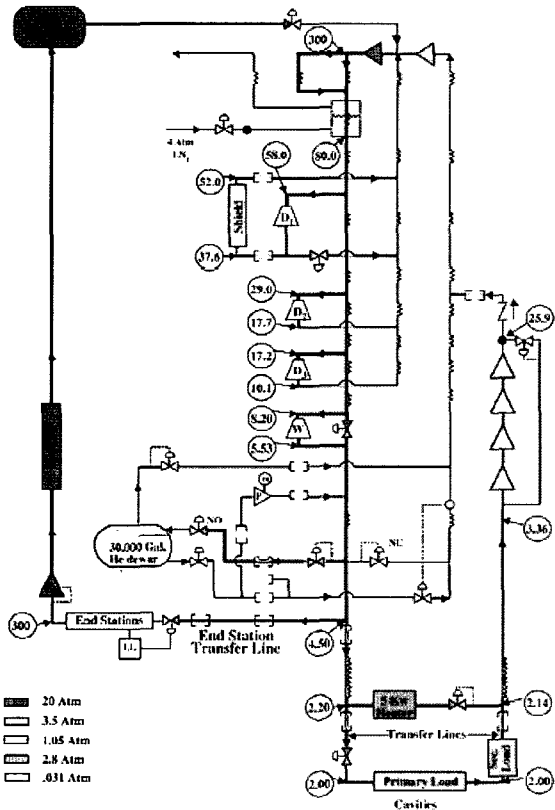 300
4 Atm
LN₂
58.0
80.0
52.0
Shield
D₁
37.6
29.0
D₂
17.7
17.2
D₃
10.1
25.9
8.20
W
5.53
P
NO
30,000 Gal.
He dewar
NC
3.36
300
End Stations
LL
End Station
Transfer Line
4.50
2.20
5 KW
Heater
2.14
Transfer Lines
Sec.
Load
2.00
Primary Load
2.00
Cavities
20 Atm
3.5 Atm
1.05 Atm
2.8 Atm
.031 Atm